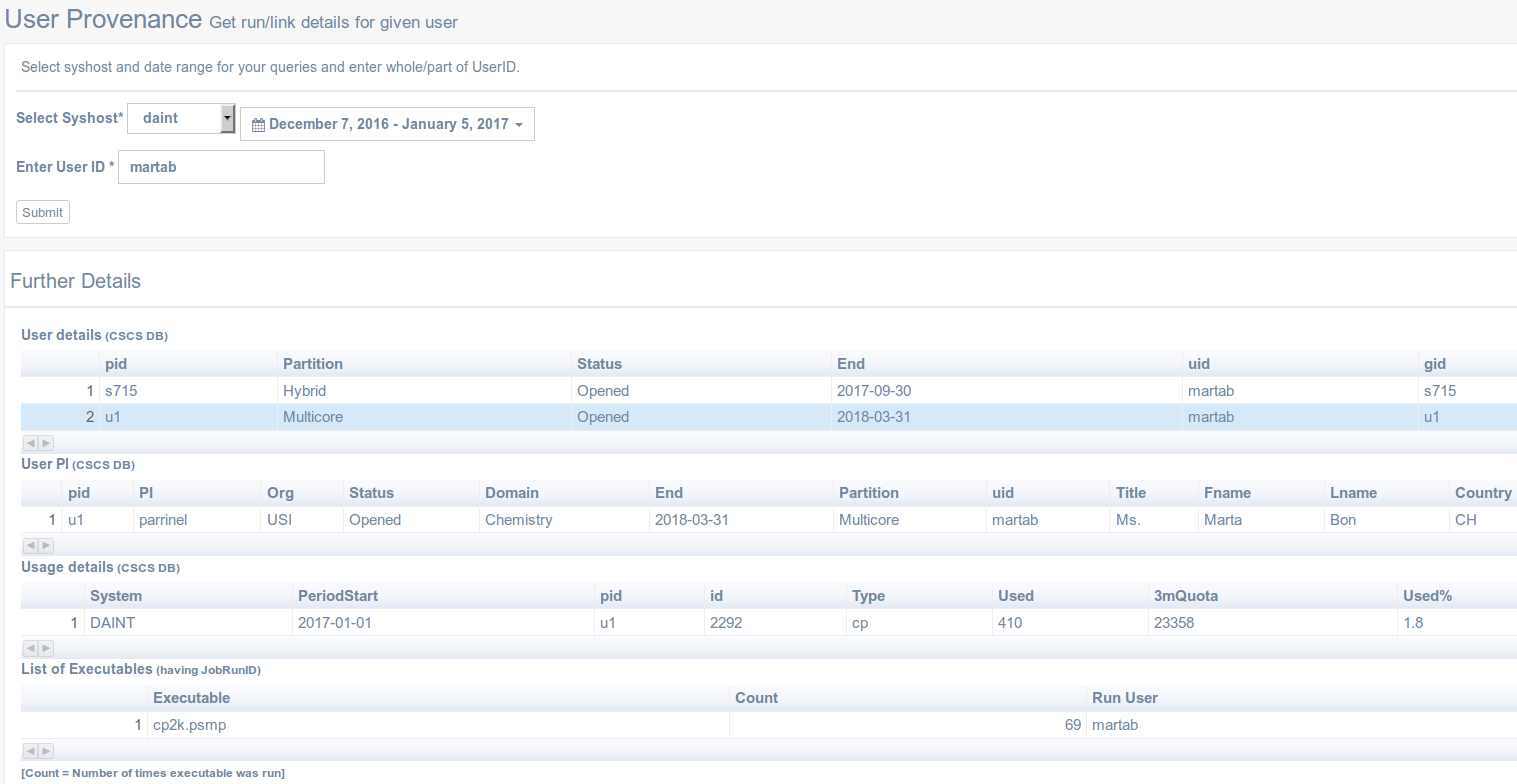 User Provenance Get run/link details for given user
Select syshost and date range for your queries and enter whole/part of UserID.
Select Syshost* daint December 7, 2016 - January 5, 2017
Enter User ID * martab
Submit
Further Details
User details (CSCS DB)
pid Partition Status End uid gid
1 s715 Hybrid Opened 2017-09-30 martab s715
2 u1 Multicore Opened 2018-03-31 martab u1
User PI (CSCS DB)
pid PI Org Status Domain End Partition uid Title Fname Lname Country
1 u1 parrinel USI Opened Chemistry 2018-03-31 Multicore martab Ms. Marta Bon CH
Usage details (CSCS DB)
System PeriodStart pid id Type Used 3mQuota Used%
1 DAINT 2017-01-01 u1 2292 cp 410 23358 1.8
List of Executables (having JobRunID)
Executable Count Run User
1 cp2k.psmp 69 martab
[Count = Number of times executable was run]